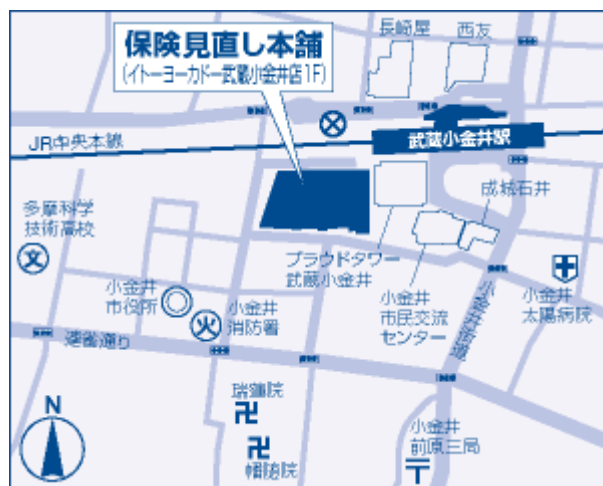 保険見直し本舗
(イトーヨーカドー武蔵小金井店1F)
長崎屋
西友
JR中央本線
武蔵小金井駅
成城石井
多摩科学
技術高校
文
プラウドタワー
武蔵小金井
小金井
市民交流
センター
小金井
太陽病院
小金井
市役所
火
小金井
消防署
連雀通り
小金井街道
瑞蓮院
幡随院
小金井
前原三局
N